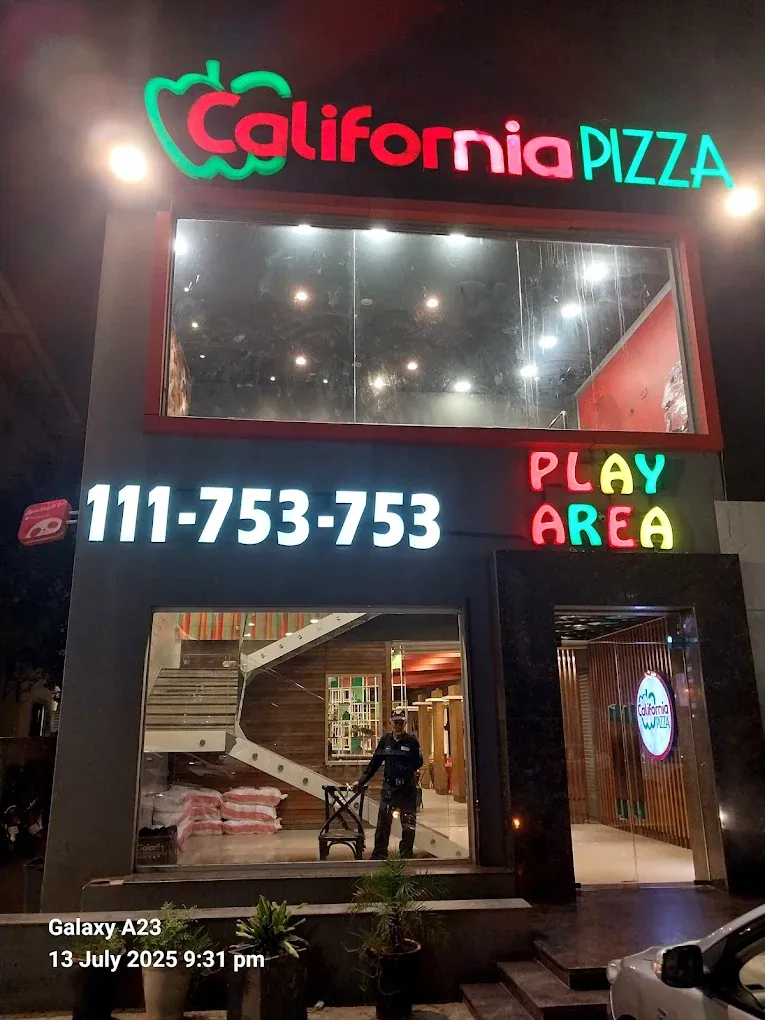 California PIZZA
111-753-753
PLAY
AREA
California
PIZZA
Galaxy A23
13 July 2025 9:31 pm